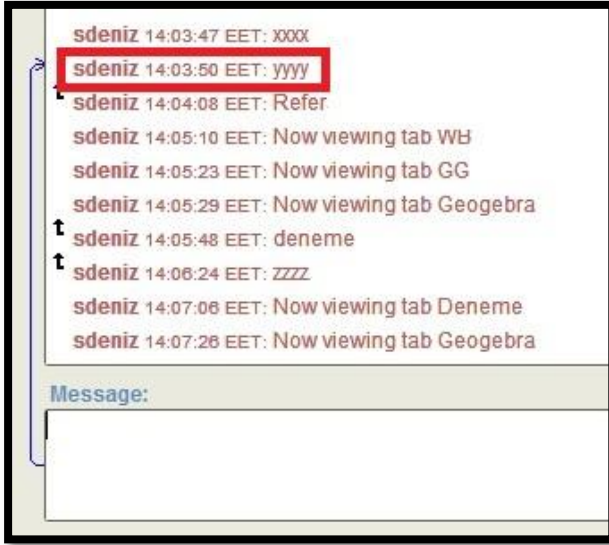 sdeniz 14:03:47 EET: xxxx
sdeniz 14:03:50 EET: yyyy
sdeniz 14:04:08 EET: Refer
sdeniz 14:05:10 EET: Now viewing tab WB
sdeniz 14:05:23 EET: Now viewing tab GG
sdeniz 14:05:29 EET: Now viewing tab Geogebra
sdeniz 14:05:48 EET: deneme
sdeniz 14:06:24 EET: zzzz
sdeniz 14:07:06 EET: Now viewing tab Deneme
sdeniz 14:07:26 EET: Now viewing tab Geogebra
Message: